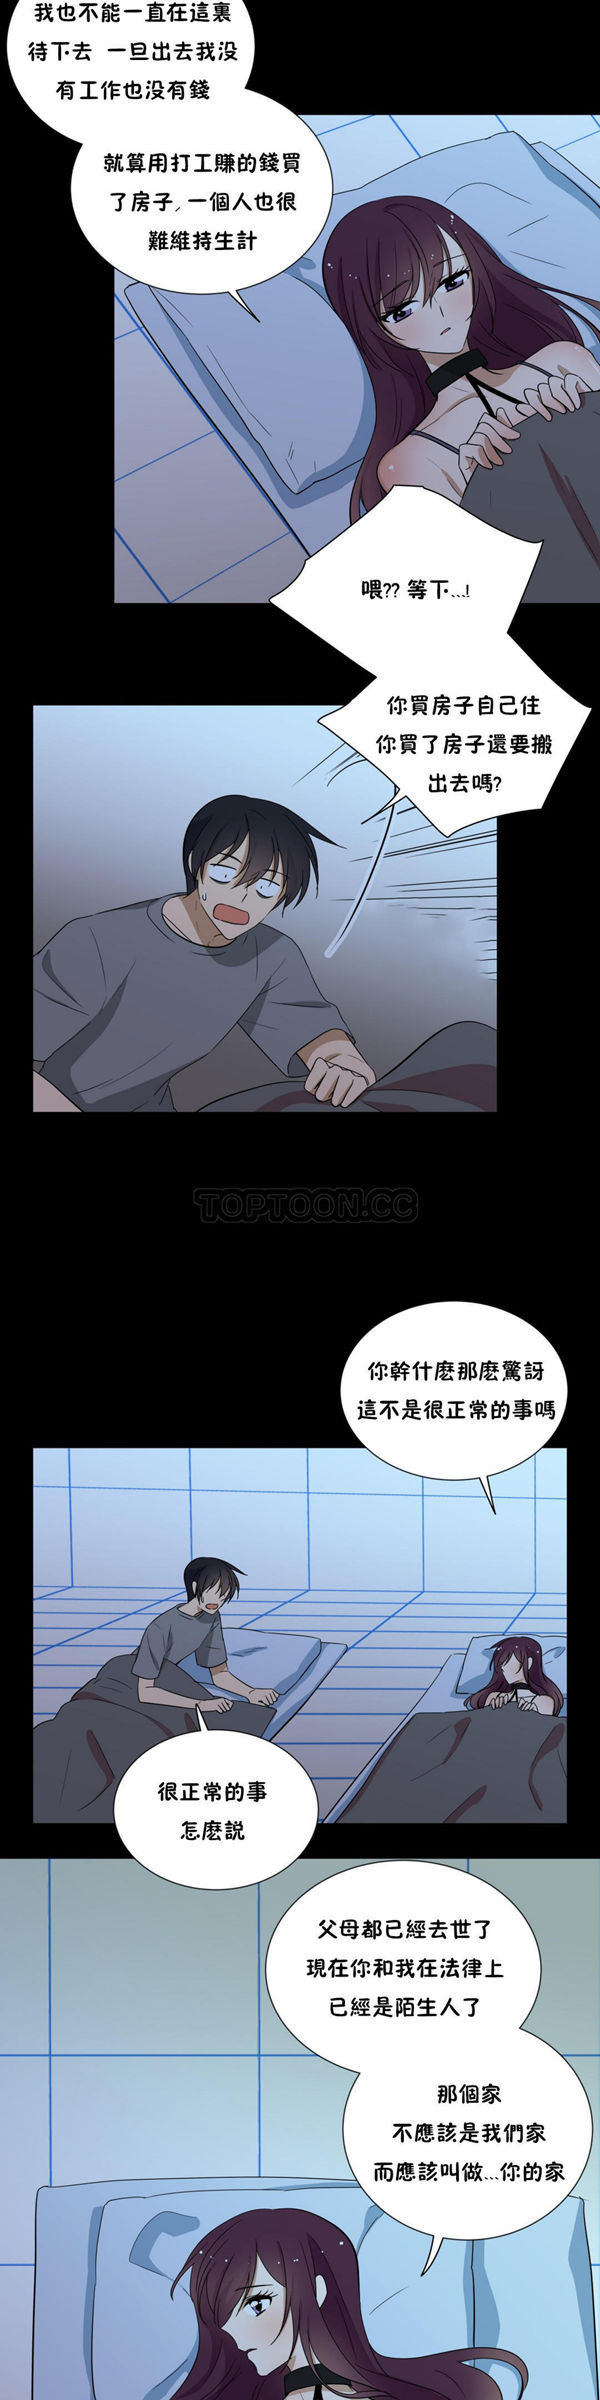 我也不能一直在這裏
待下去 一旦出去我没
有工作也没有錢
就算用打工賺的錢買
了房子, 一個人也很
難維持生計
喂?? 等下...!
你買房子自己住
你買了房子還要搬
出去嗎?
TOPTOON.CC
你幹什麽那麽驚訝
這不是很正常的事嗎
很正常的事
怎麽説
父母都已經去世了
現在你和我在法律上
已經是陌生人了
那個家
不應該是我們家
而應該叫做...你的家